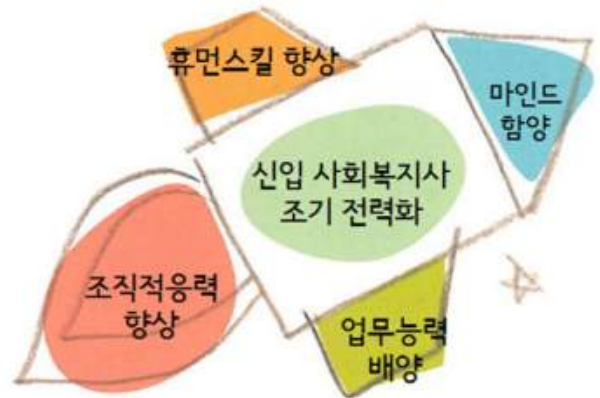 휴먼스킬 향상
마인드
함양
신입 사회복지사
조기 전력화
조직적응력
향상
업무능력
배양